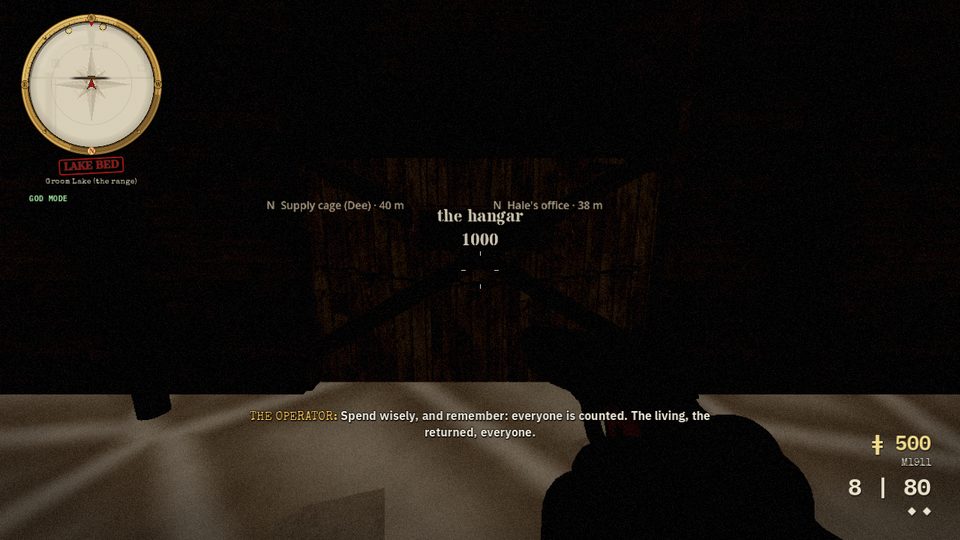 LAKE BED
Groom Lake (the range)
GOD MODE
N Supply cage (Dee) · 40 m
N Hale's office · 38 m
the hangar
1000
THE OPERATOR: Spend wisely, and remember: everyone is counted. The living, the
returned, everyone.
500
M1911
8 | 80